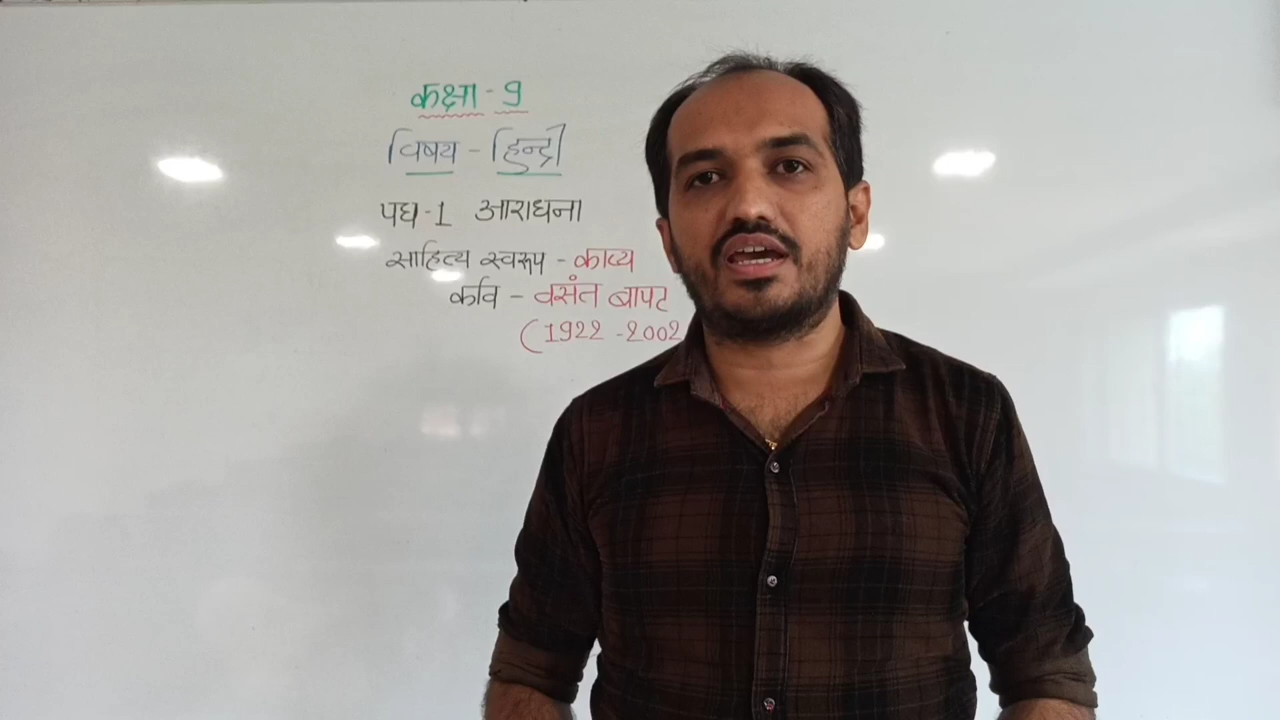 कक्षा - 9
विषय - हिन्दी
पद्य - 1 आराधना
साहित्य स्वरूप - काव्य
कवि - वसंत बापट
(1922 - 2002